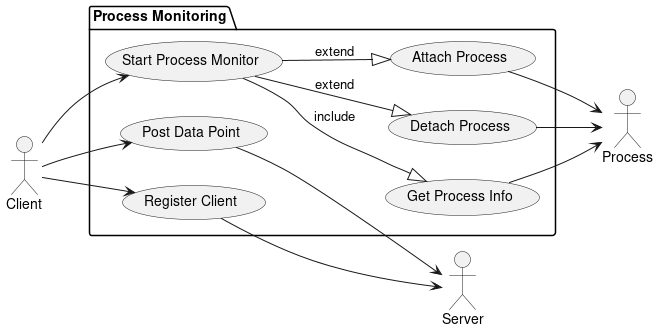 Process Monitoring
Start Process Monitor
extend
Attach Process
extend
include
Post Data Point
Detach Process
Process
Client
Register Client
Get Process Info
Server